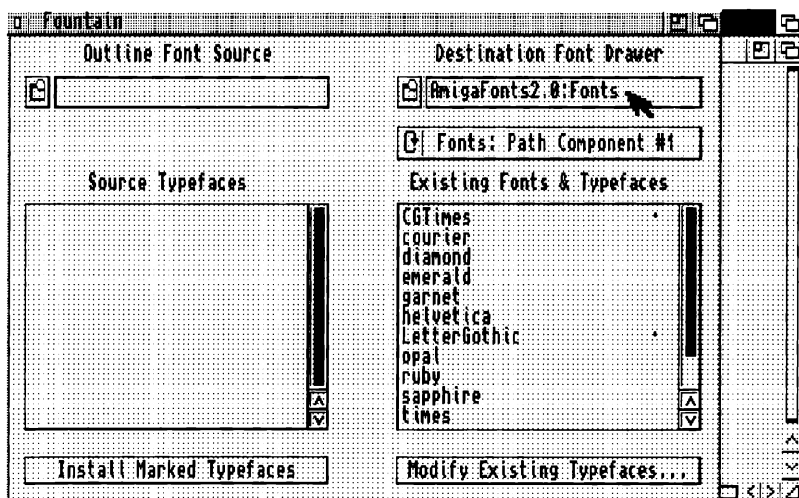 Fountain
Outline Font Source
Destination Font Drawer
AmigaFonts2.0:Fonts
Fonts: Path Component #1
Source Typefaces
Existing Fonts & Typefaces
CGTimes
courier
diamond
emerald
garnet
helvetica
LetterGothic
opal
ruby
sapphire
times
Install Marked Typefaces
Modify Existing Typefaces...